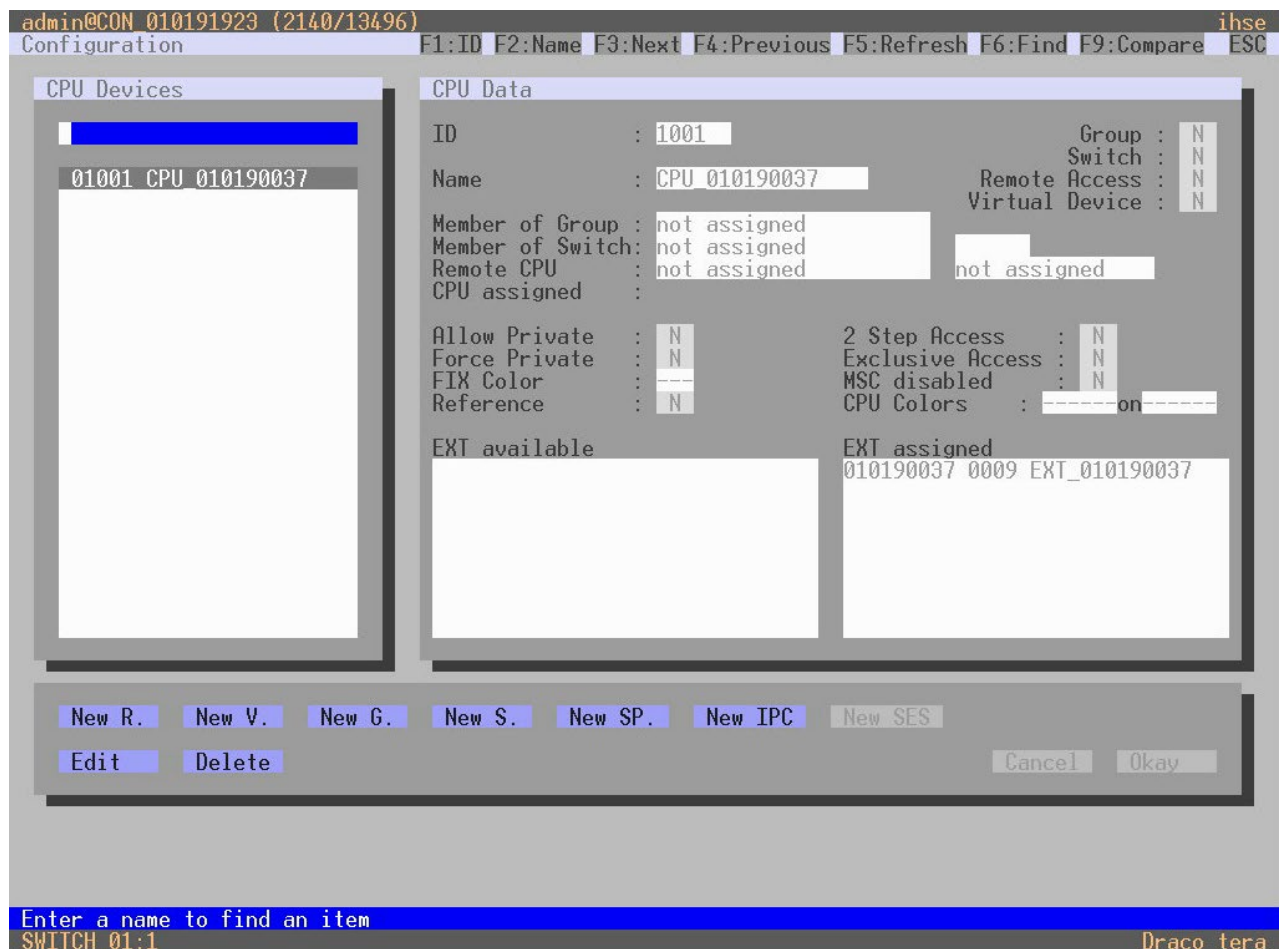 admin@CON_010191923 (2140/13496) ihse
Configuration F1:ID F2:Name F3:Next F4:Previous F5:Refresh F6:Find F9:Compare ESC
CPU Devices
01001 CPU_010190037
CPU Data
ID : 1001 Group : N
Switch : N
Name : CPU_010190037 Remote Access : N
Virtual Device : N
Member of Group : not assigned
Member of Switch: not assigned
Remote CPU : not assigned not assigned
CPU assigned :
Allow Private : N 2 Step Access : N
Force Private : N Exclusive Access : N
FIX Color : --- MSC disabled : N
Reference : N CPU Colors : ------on------
EXT available EXT assigned
010190037 0009 EXT_010190037
New R. New V. New G. New S. New SP. New IPC New SES
Edit Delete Cancel Okay
Enter a name to find an item
SWITCH_01:1 Draco tera